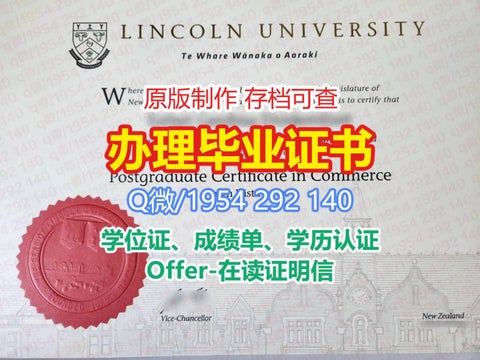 LINCOLN UNIVERSITY
Te Whare Wānaka o Aoraki
原版制作 存档可查
办理毕业证书
Postgraduate Certificate in Commerce
Q微/1954 292 140
学位证、成绩单、学历认证
Offer-在读证明信
Vice-Chancellor
New Zealand